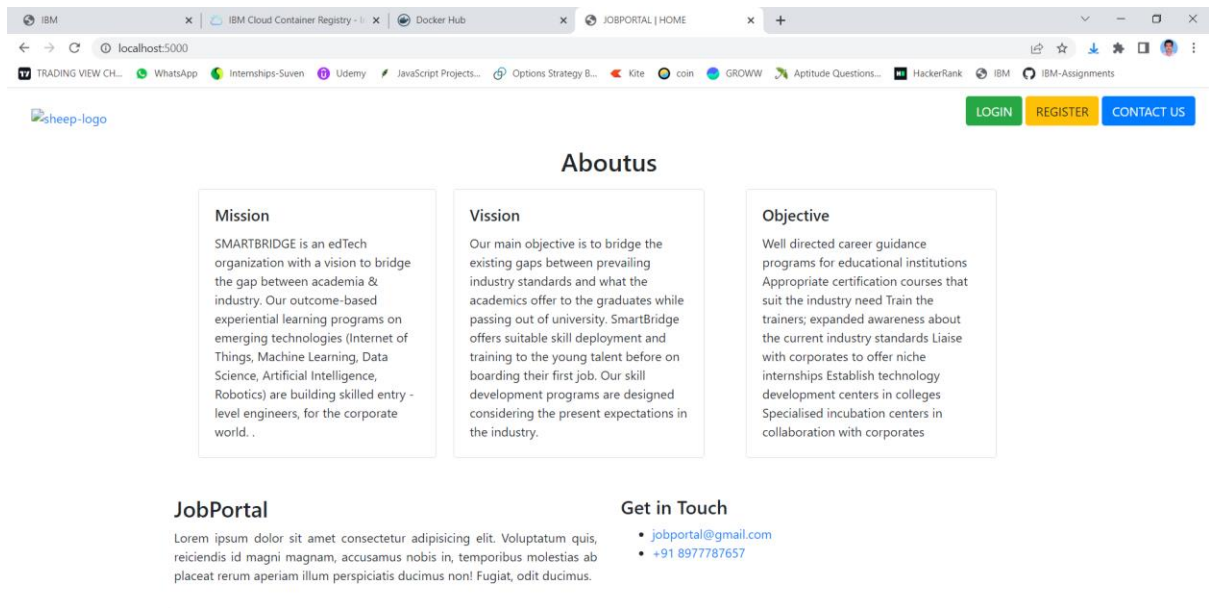 IBM
IBM Cloud Container Registry - I
Docker Hub
JOBPORTAL | HOME
localhost:5000
TRADING VIEW CH...
WhatsApp
Internships-Suven
Udemy
JavaScript Projects...
Options Strategy B...
Kite
coin
GROWW
Aptitude Questions...
HackerRank
IBM
IBM-Assignments
sheep-logo
LOGIN
REGISTER
CONTACT US
Aboutus
Mission
SMARTBRIDGE is an edTech
organization with a vision to bridge
the gap between academia &
industry. Our outcome-based
experiential learning programs on
emerging technologies (Internet of
Things, Machine Learning, Data
Science, Artificial Intelligence,
Robotics) are building skilled entry -
level engineers, for the corporate
world. .
Vission
Our main objective is to bridge the
existing gaps between prevailing
industry standards and what the
academics offer to the graduates while
passing out of university. SmartBridge
offers suitable skill deployment and
training to the young talent before on
boarding their first job. Our skill
development programs are designed
considering the present expectations in
the industry.
Objective
Well directed career guidance
programs for educational institutions
Appropriate certification courses that
suit the industry need Train the
trainers; expanded awareness about
the current industry standards Liaise
with corporates to offer niche
internships Establish technology
development centers in colleges
Specialised incubation centers in
collaboration with corporates
JobPortal
Lorem ipsum dolor sit amet consectetur adipisicing elit. Voluptatum quis,
reiciendis id magni magnam, accusamus nobis in, temporibus molestias ab
placeat rerum aperiam illum perspiciatis ducimus non! Fugiat, odit ducimus.
Get in Touch
jobportal@gmail.com
+91 8977787657